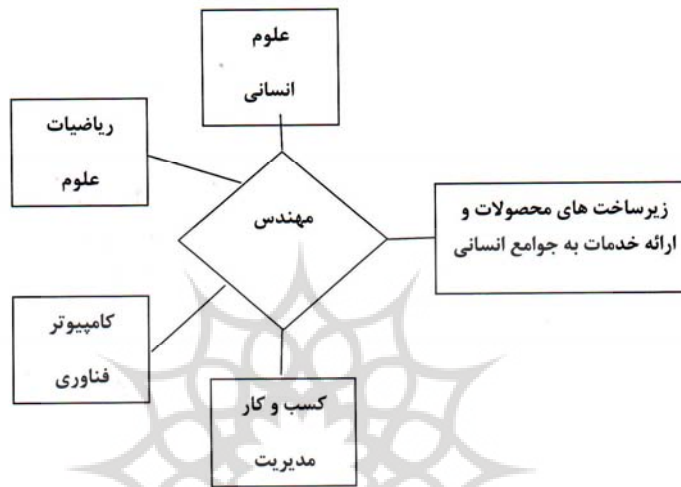 علوم
انسانی
ریاضیات
علوم
مهندس
زیرساخت های محصولات و
ارائه خدمات به جوامع انسانی
کامپیوتر
فناوری
کسب و کار
مدیریت